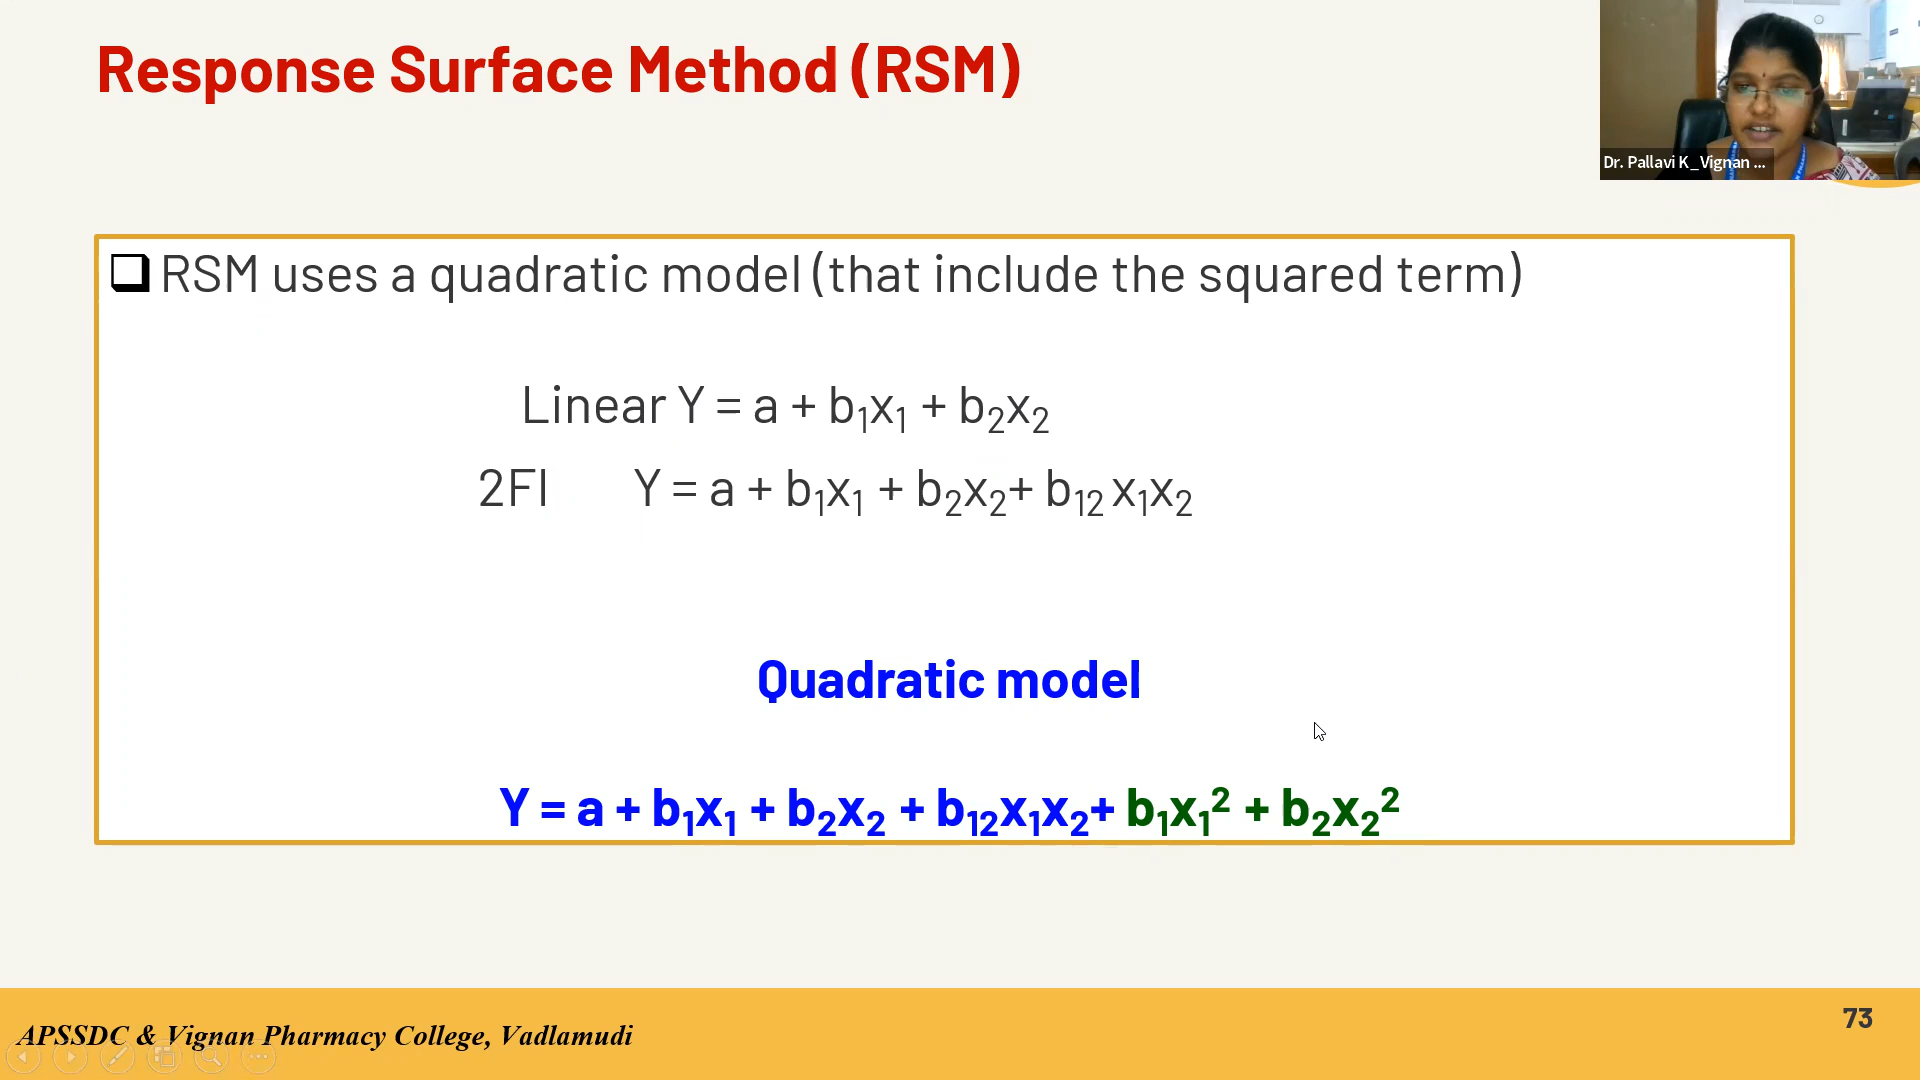 Response Surface Method (RSM)
Dr. Pallavi K_Vignan ...
RSM uses a quadratic model (that include the squared term)
Linear Y = a + b₁x₁ + b₂x₂
2FI Y = a + b₁x₁ + b₂x₂+ b₁₂ x₁x₂
Quadratic model
Y = a + b₁x₁ + b₂x₂ + b₁₂x₁x₂+ b₁x₁² + b₂x₂²
APSSDC & Vignan Pharmacy College, Vadlamudi
73